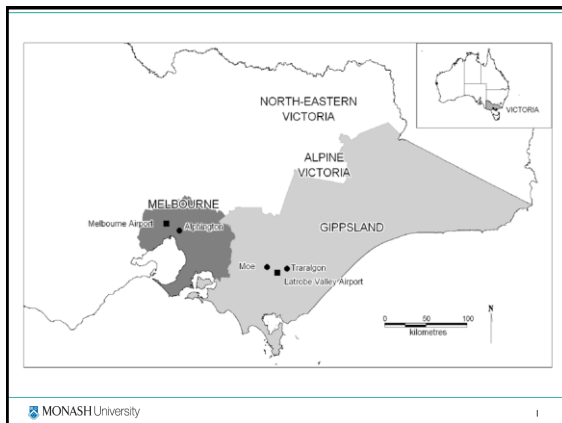 NORTH-EASTERN
VICTORIA
VICTORIA
ALPINE
VICTORIA
MELBOURNE
Melbourne Airport
Alphington
GIPPSLAND
Moe
Traralgon
Latrobe Valley Airport
0 50 100
kilometres
N
MONASH University
1